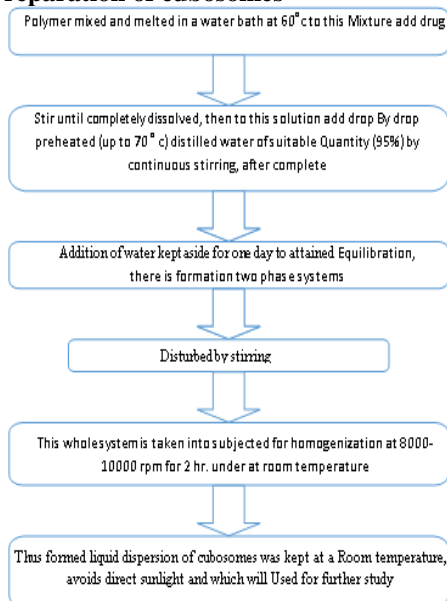 reparation of cubosomes
Polymer mixed and melted in a water bath at 60°c to this Mixture add drug
Stir until completely dissolved, then to this solution add drop By drop
preheated (up to 70° c) distilled water of suitable Quantity (95%) by
continuous stirring, after complete
Addition of water kept aside for one day to attained Equilibration,
there is formation two phase systems
Disturbed by stirring
This whole system is taken into subjected for homogenization at 8000-
10000 rpm for 2 hr. under at room temperature
Thus formed liquid dispersion of cubosomes was kept at a Room temperature,
avoids direct sunlight and which will Used for further study